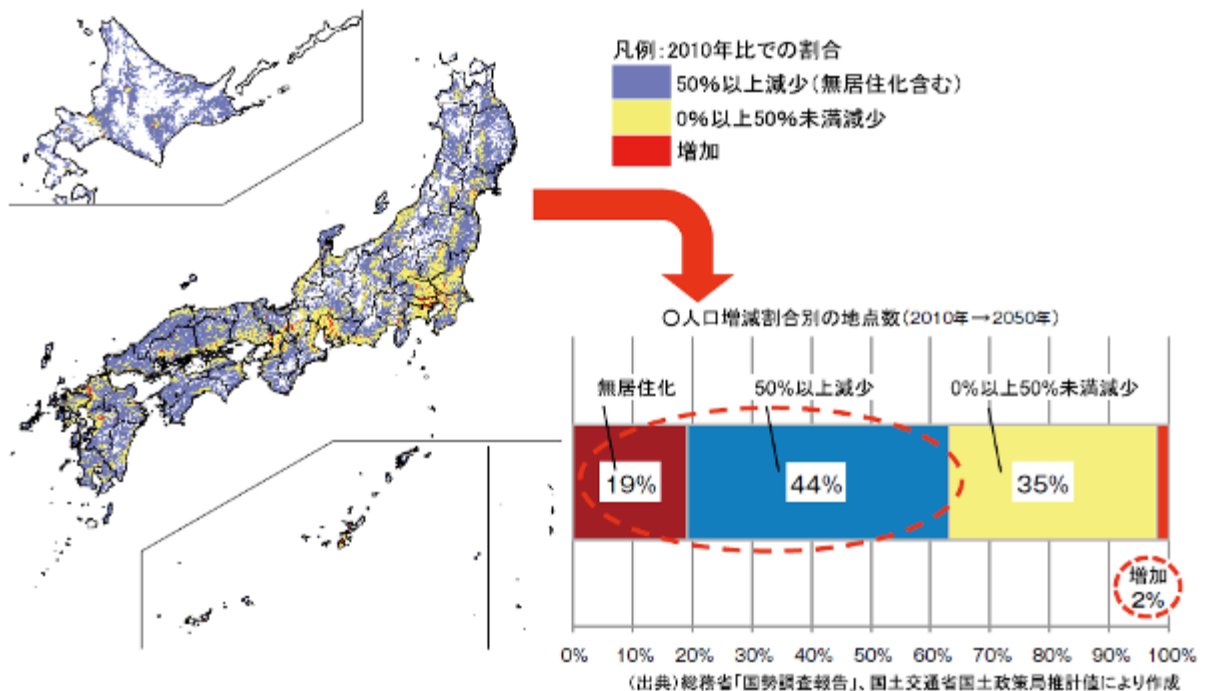 凡例:2010年比での割合
50%以上減少(無居住化含む)
0%以上50%未満減少
増加
〇人口増減割合別の地点数(2010年→2050年)
無居住化
50%以上減少
0%以上50%未満減少
19%
44%
35%
増加
2%
0% 10% 20% 30% 40% 50% 60% 70% 80% 90% 100%
(出典)総務省「国勢調査報告」、国土交通省国土政策局推計値により作成